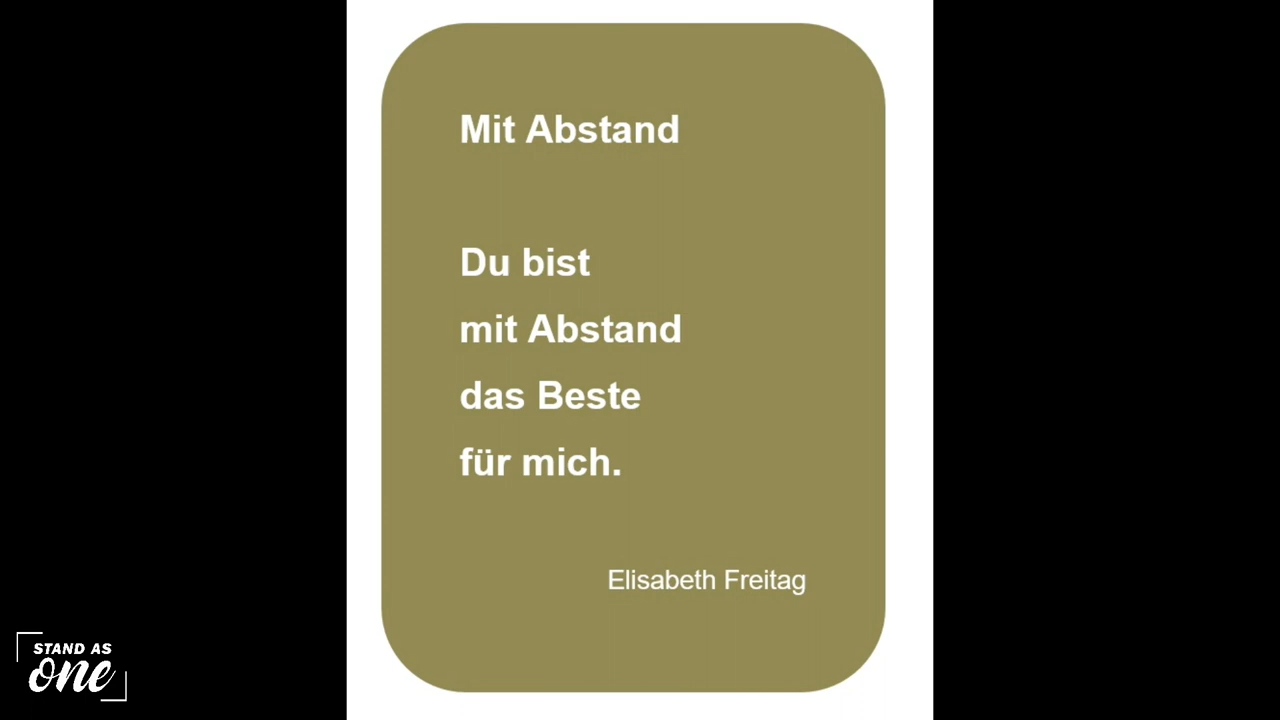 Mit Abstand
Du bist
mit Abstand
das Beste
für mich.
Elisabeth Freitag
STAND AS
one